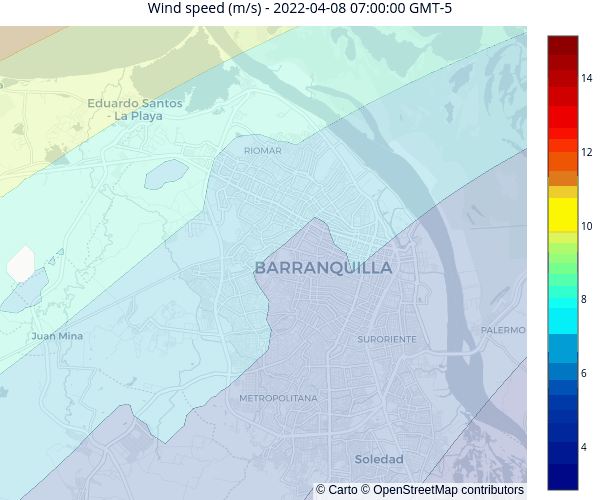 Wind speed (m/s) - 2022-04-08 07:00:00 GMT-5
14
12
10
8
6
4
Eduardo Santos
- La Playa
RIOMAR
BARRANQUILLA
Juan Mina
SURORIENTE
PALERMO
METROPOLITANA
Soledad
© Carto © OpenStreetMap contributors